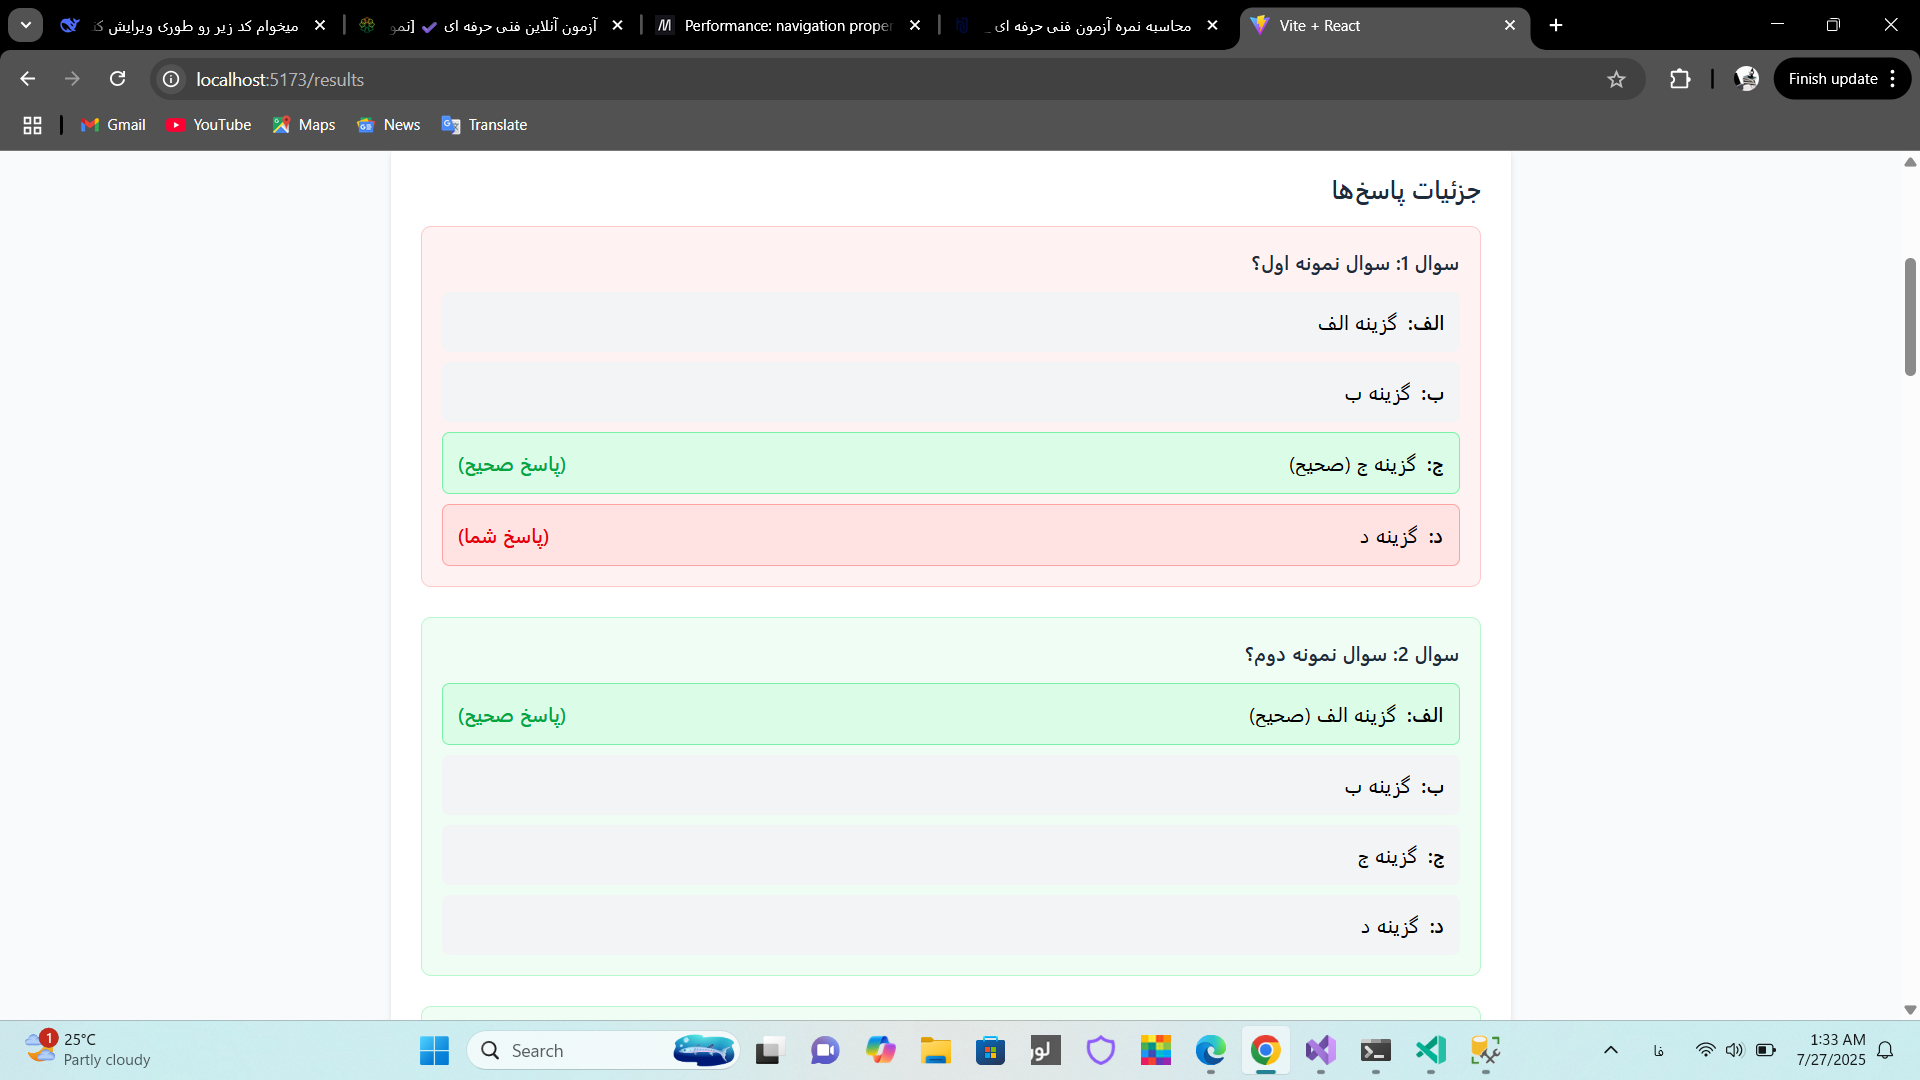 میخوام کد زیر رو طوری ویرایش ک
آزمون آنلاین فنی حرفه ای ✔️ [نمو
Performance: navigation proper
محاسبه نمره آزمون فنی حرفه ای _
Vite + React
localhost:5173/results
Finish update
Gmail
YouTube
Maps
News
Translate
جزئیات پاسخ‌ها
سوال 1: سوال نمونه اول؟
الف: گزینه الف
ب: گزینه ب
ج: گزینه ج (صحیح) (پاسخ صحیح)
د: گزینه د (پاسخ شما)
سوال 2: سوال نمونه دوم؟
الف: گزینه الف (صحیح) (پاسخ صحیح)
ب: گزینه ب
ج: گزینه ج
د: گزینه د
1
25°C
Partly cloudy
Search
فا
1:33 AM
7/27/2025